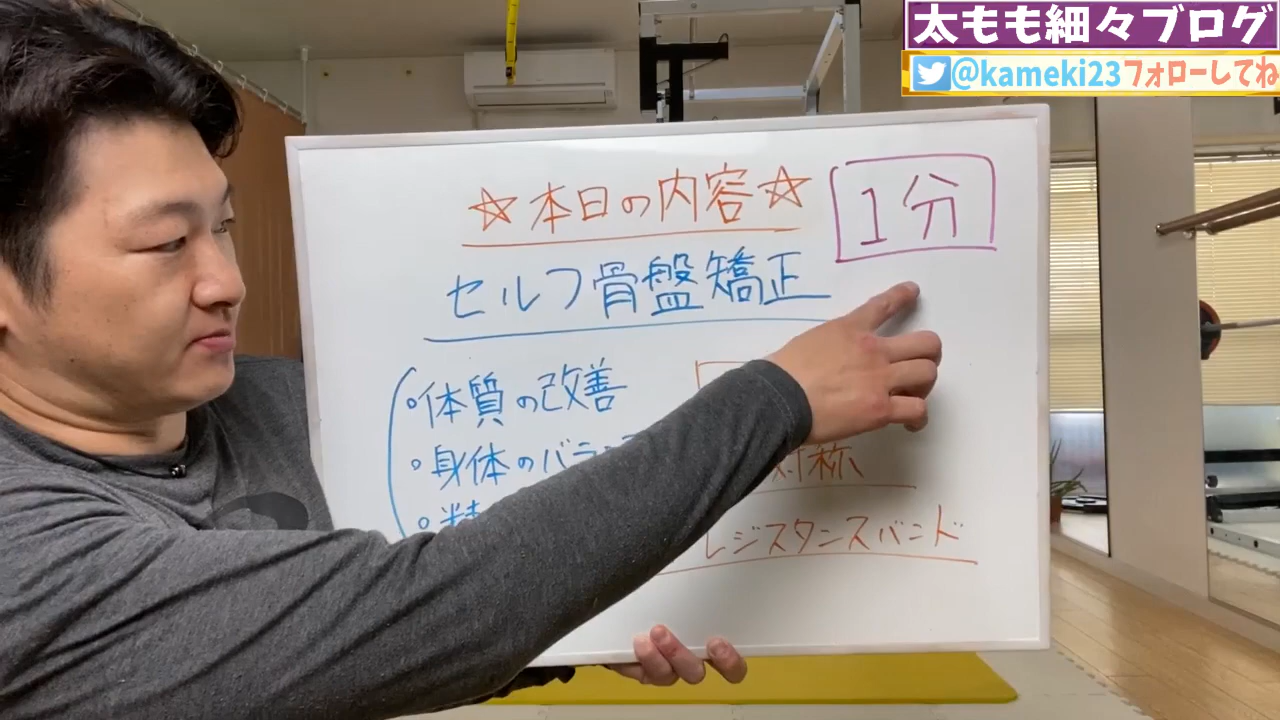 太もも細々ブログ
@kameki23フォローしてね
☆本日の内容☆
1分
セルフ骨盤矯正
・体質の改善
・身体のバラ
対称
レジスタンスバンド